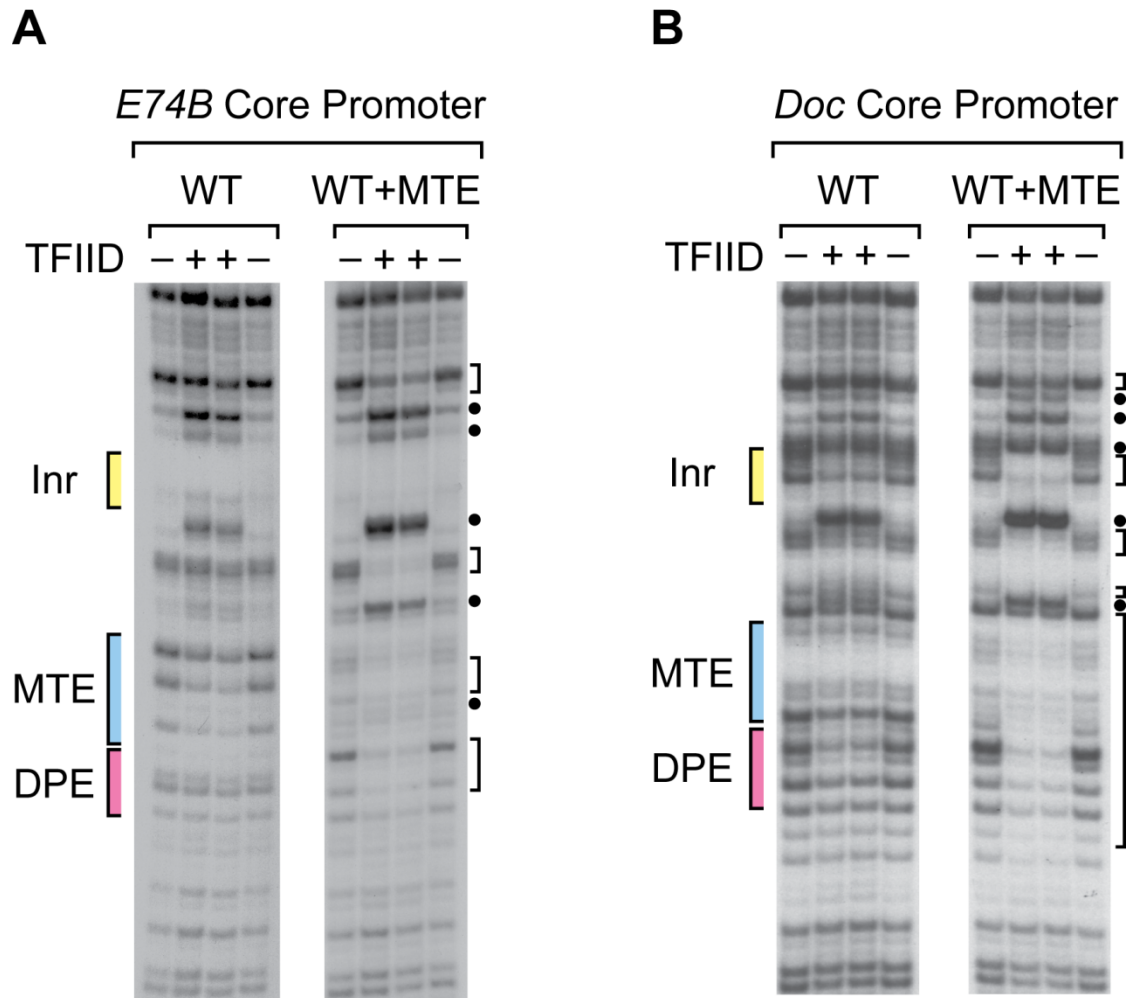 A
E74B Core Promoter
WT WT+MTE
TFIID − + + − − + + −
Inr
MTE
DPE
B
Doc Core Promoter
WT WT+MTE
TFIID − + + − − + + −
Inr
MTE
DPE